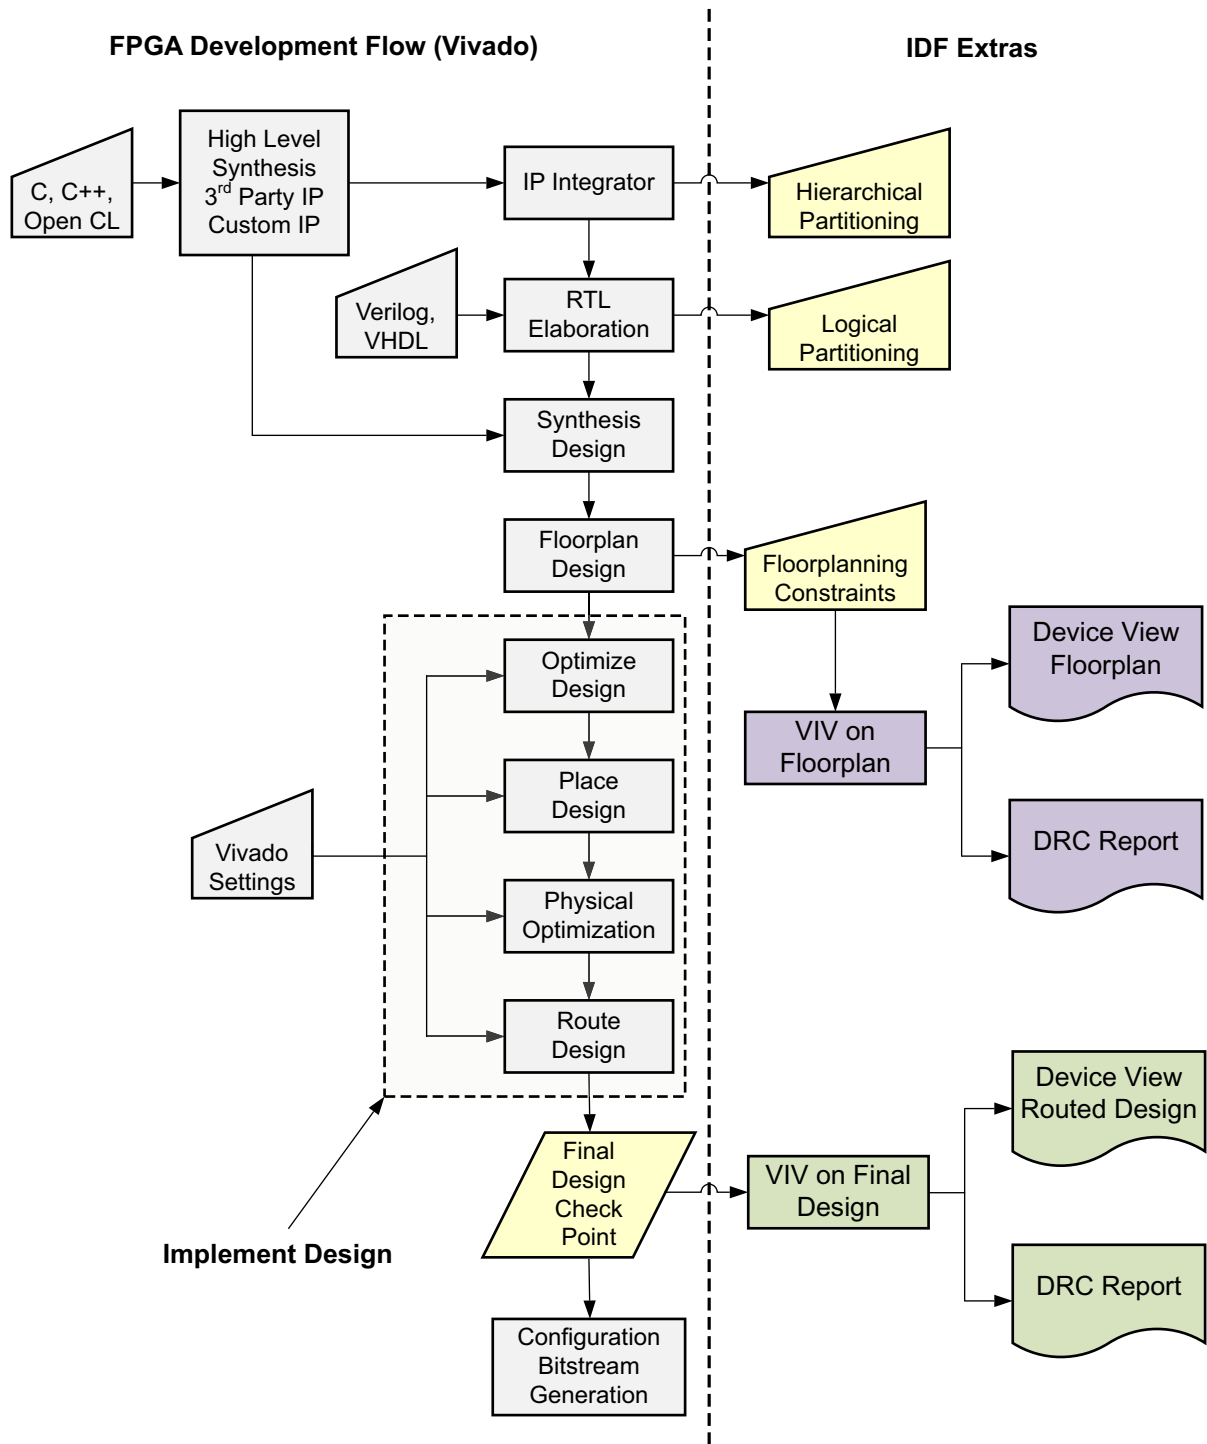 FPGA Development Flow (Vivado)
IDF Extras
C, C++,
Open CL
High Level
Synthesis
3rd Party IP
Custom IP
IP Integrator
Hierarchical
Partitioning
Verilog,
VHDL
RTL
Elaboration
Logical
Partitioning
Synthesis
Design
Floorplan
Design
Floorplanning
Constraints
Device View
Floorplan
Optimize
Design
VIV on
Floorplan
Place
Design
DRC Report
Vivado
Settings
Physical
Optimization
Route
Design
Device View
Routed Design
Final
Design
Check
Point
VIV on Final
Design
Implement Design
DRC Report
Configuration
Bitstream
Generation